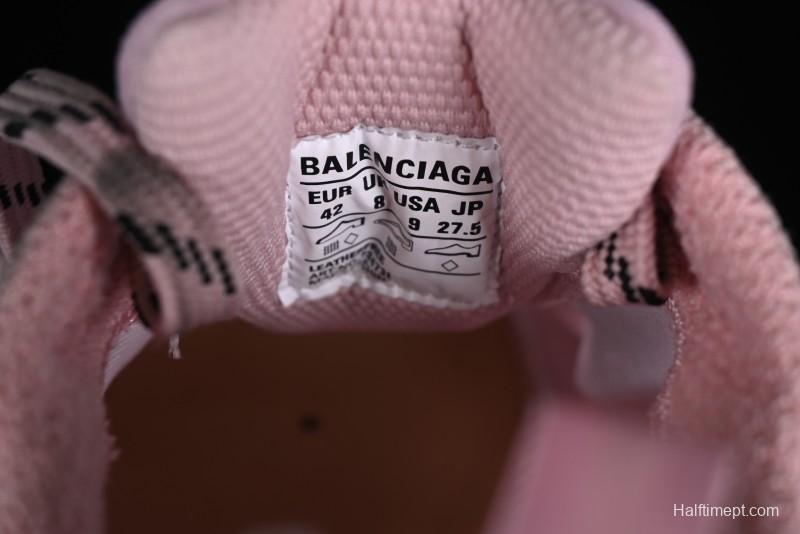 BALENCIAGA
EUR UK USA JP
42 8 9 27.5
Halftimept.com